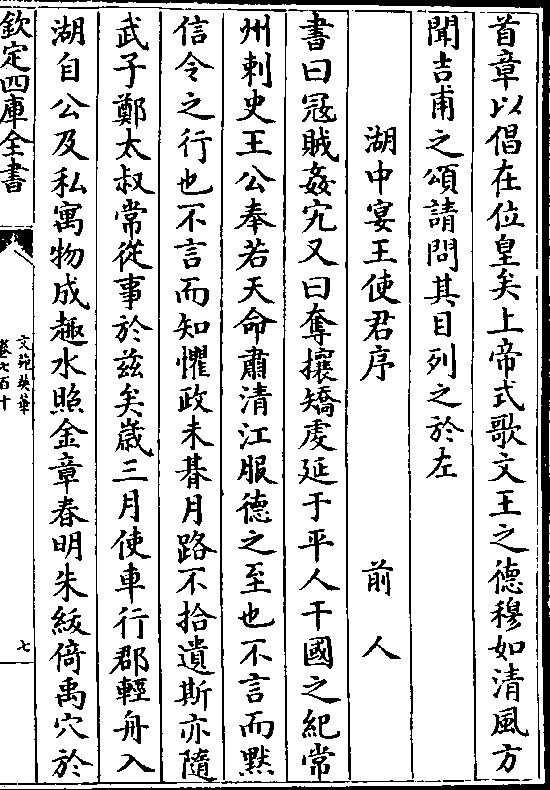 首章以倡在位皇矣上帝式歌文王之德穆如清風方
聞吉甫之頌請問其目列之於左
湖中宴王使君序 前人
書曰冦賊姦宄又曰奪攘矯䖍延于平人干國之紀常
州刺史王公奉若天命肅清江服德之至也不言而黙
信令之行也不言而知懼政未朞月路不拾遺斯亦隨
武子鄭太叔常從事於兹矣嵗三月使車行郡輕舟入
湖自公及私寓物成趣水照金章春明朱紱倚禹穴於
欽定四庫全書
文苑英華
卷七百十
七